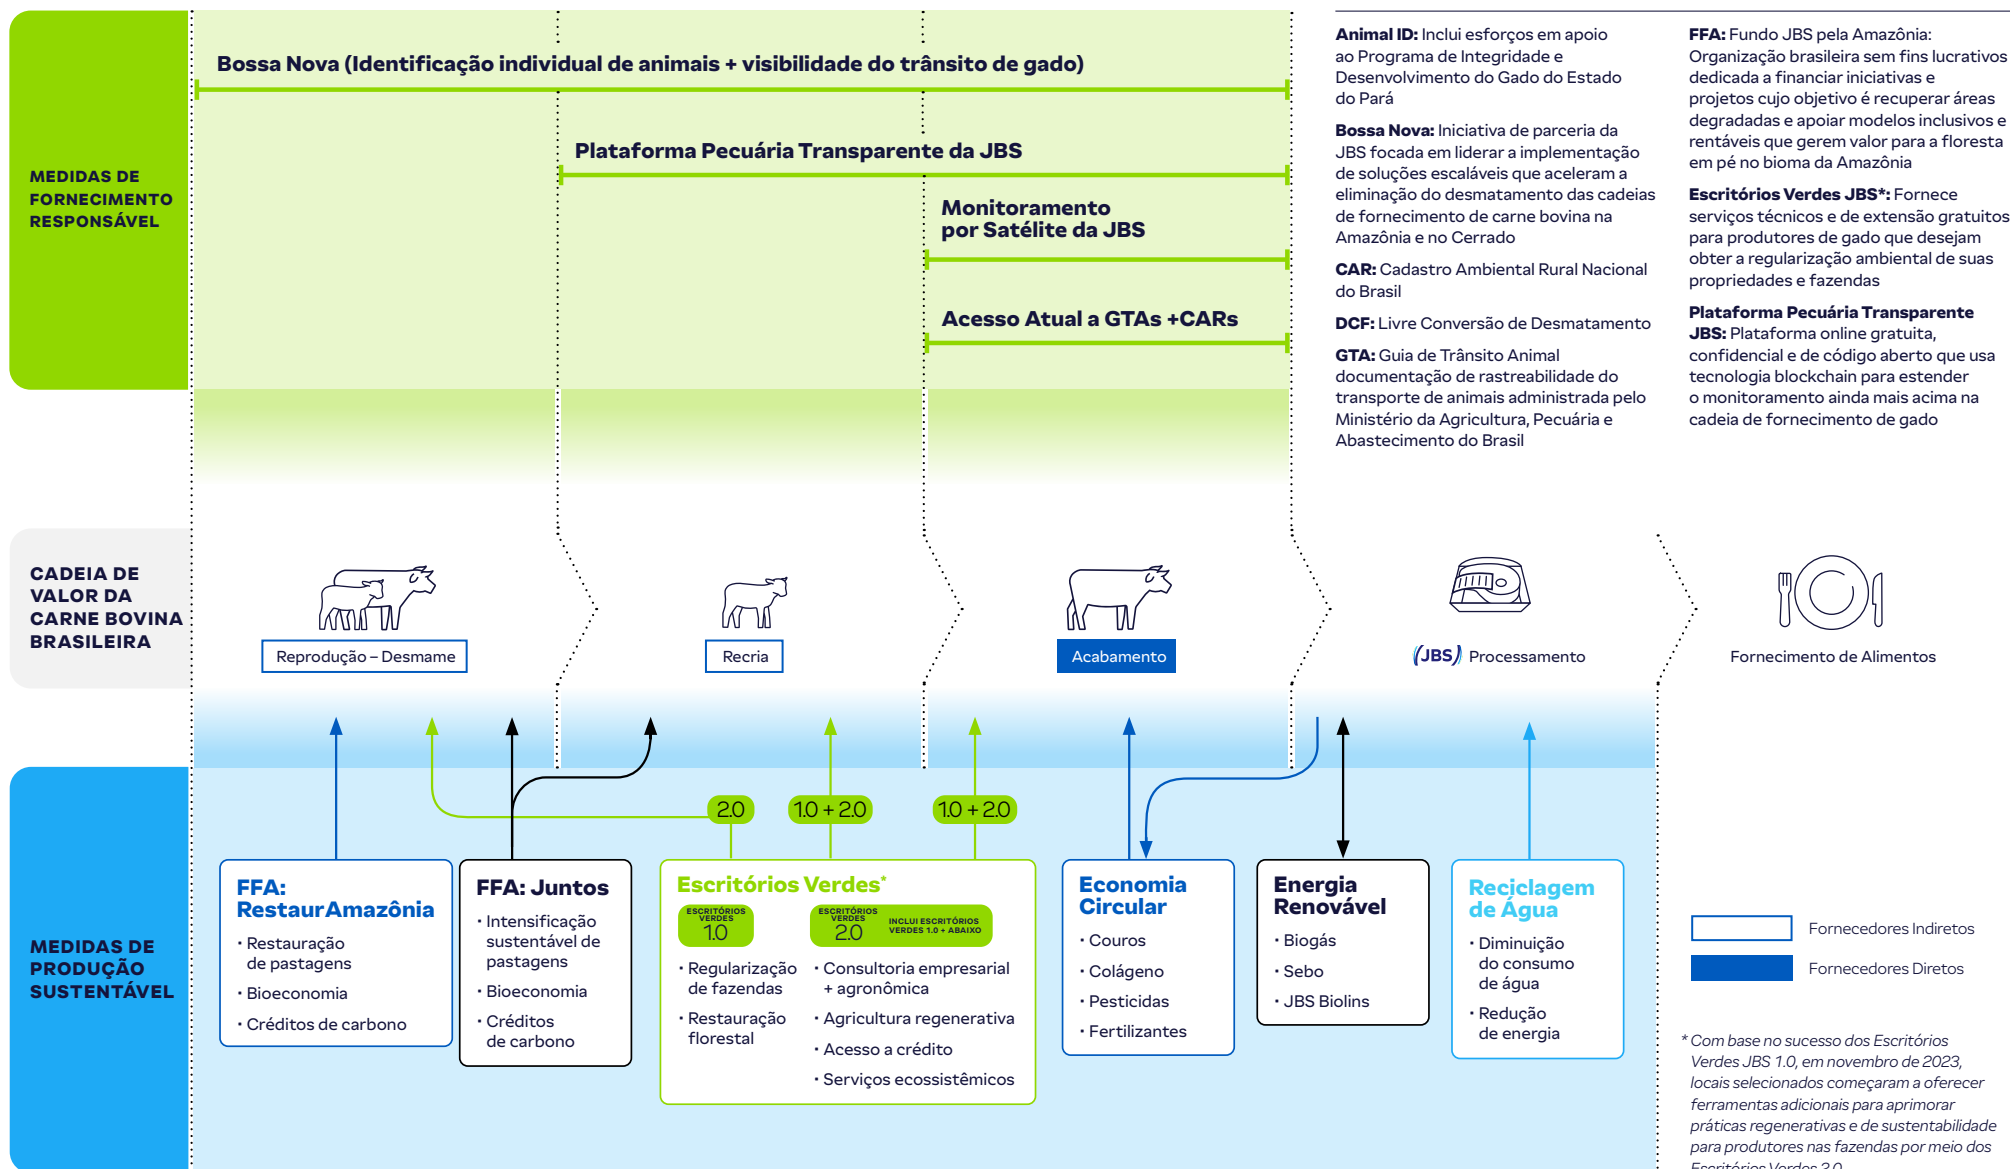 MEDIDAS DE
FORNECIMENTO
RESPONSÁVEL
Bossa Nova (Identificação individual de animais + visibilidade do trânsito de gado)
Plataforma Pecuária Transparente da JBS
Monitoramento
por Satélite da JBS
Acesso Atual a GTAs +CARs
Animal ID: Inclui esforços em apoio
ao Programa de Integridade e
Desenvolvimento do Gado do Estado
do Pará
Bossa Nova: Iniciativa de parceria da
JBS focada em liderar a implementação
de soluções escaláveis que aceleram a
eliminação do desmatamento das cadeias
de fornecimento de carne bovina na
Amazônia e no Cerrado
CAR: Cadastro Ambiental Rural Nacional
do Brasil
DCF: Livre Conversão de Desmatamento
GTA: Guia de Trânsito Animal
documentação de rastreabilidade do
transporte de animais administrada pelo
Ministério da Agricultura, Pecuária e
Abastecimento do Brasil
FFA: Fundo JBS pela Amazônia:
Organização brasileira sem fins lucrativos
dedicada a financiar iniciativas e
projetos cujo objetivo é recuperar áreas
degradadas e apoiar modelos inclusivos e
rentáveis que gerem valor para a floresta
em pé no bioma da Amazônia
Escritórios Verdes JBS*: Fornece
serviços técnicos e de extensão gratuitos
para produtores de gado que desejam
obter a regularização ambiental de suas
propriedades e fazendas
Plataforma Pecuária Transparente
JBS: Plataforma online gratuita,
confidencial e de código aberto que usa
tecnologia blockchain para estender
o monitoramento ainda mais acima na
cadeia de fornecimento de gado
CADEIA DE
VALOR DA
CARNE BOVINA
BRASILEIRA
Reprodução – Desmame
Recria
Acabamento
(JBS) Processamento
Fornecimento de Alimentos
MEDIDAS DE
PRODUÇÃO
SUSTENTÁVEL
2.0
1.0 + 2.0
1.0 + 2.0
FFA:
RestaurAmazônia
· Restauração
de pastagens
· Bioeconomia
· Créditos de carbono
FFA: Juntos
· Intensificação
sustentável de
pastagens
· Bioeconomia
· Créditos
de carbono
Escritórios Verdes*
ESCRITÓRIOS
VERDES
1.0
· Regularização
de fazendas
· Restauração
florestal
ESCRITÓRIOS
VERDES
2.0
INCLUI ESCRITÓRIOS
VERDES 1.0 + ABAIXO
· Consultoria empresarial
+ agronômica
· Agricultura regenerativa
· Acesso a crédito
· Serviços ecossistêmicos
Economia
Circular
· Couros
· Colágeno
· Pesticidas
· Fertilizantes
Energia
Renovável
· Biogás
· Sebo
· JBS Biolins
Reciclagem
de Água
· Diminuição
do consumo
de água
· Redução
de energia
Fornecedores Indiretos
Fornecedores Diretos
* Com base no sucesso dos Escritórios
Verdes JBS 1.0, em novembro de 2023,
locais selecionados começaram a oferecer
ferramentas adicionais para aprimorar
práticas regenerativas e de sustentabilidade
para produtores nas fazendas por meio dos
Escritórios Verdes 2.0